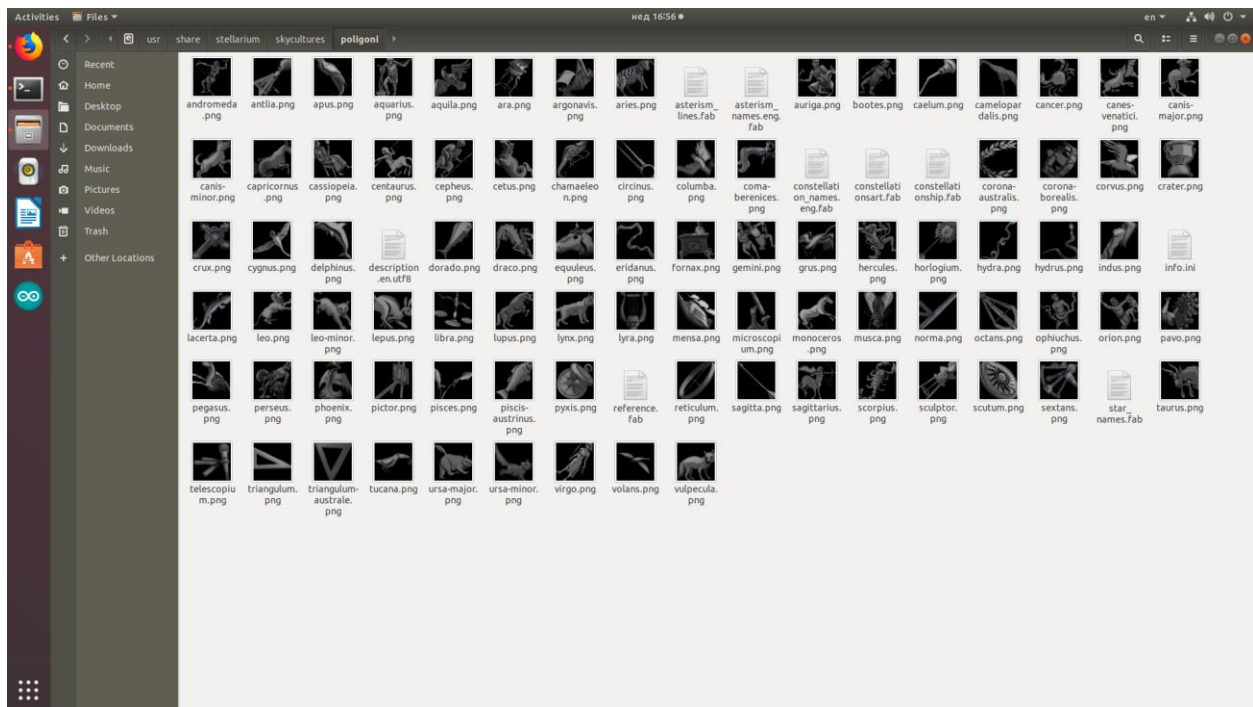 Activities Files en
нед 16:56
usr share stellarium skycultures poligoni
Recent
Home
Desktop
Documents
Downloads
Music
Pictures
Videos
Trash
Other Locations
andromeda
.png
antlia.png
apus.png
aquarius.
png
aquila.png
ara.png
argonavis.
png
aries.png
asterism_
lines.fab
asterism_
names.eng.
fab
auriga.png
bootes.png
caelum.png
camelopar
dalis.png
cancer.png
canes-
venatici.
png
canis-
major.png
canis-
minor.png
capricornus
.png
cassiopeia.
png
centaurus.
png
cepheus.
png
cetus.png
chamaeleo
n.png
circinus.
png
columba.
png
coma-
berenices.
png
constellati
on_names.
eng.fab
constellati
onsart.fab
constellati
onship.fab
corona-
australis.
png
corona-
borealis.
png
corvus.png
crater.png
crux.png
cygnus.png
delphinus.
png
description
.en.utf8
dorado.png
draco.png
equuleus.
png
eridanus.
png
fornax.png
gemini.png
grus.png
hercules.
png
horlogium.
png
hydra.png
hydrus.png
indus.png
info.ini
lacerta.png
leo.png
leo-minor.
png
lepus.png
libra.png
lupus.png
lynx.png
lyra.png
mensa.png
microscopi
um.png
monoceros
.png
musca.png
norma.png
octans.png
ophiuchus.
png
orion.png
pavo.png
pegasus.
png
perseus.
png
phoenix.
png
pictor.png
pisces.png
piscis-
austrinus.
png
pyxis.png
reference.
fab
reticulum.
png
sagitta.png
sagittarius.
png
scorpius.
png
sculptor.
png
scutum.png
sextans.
png
star_
names.fab
taurus.png
telescopiu
m.png
triangulum.
png
triangulum-
australe.
png
tucana.png
ursa-major.
png
ursa-minor.
png
virgo.png
volans.png
vulpecula.
png